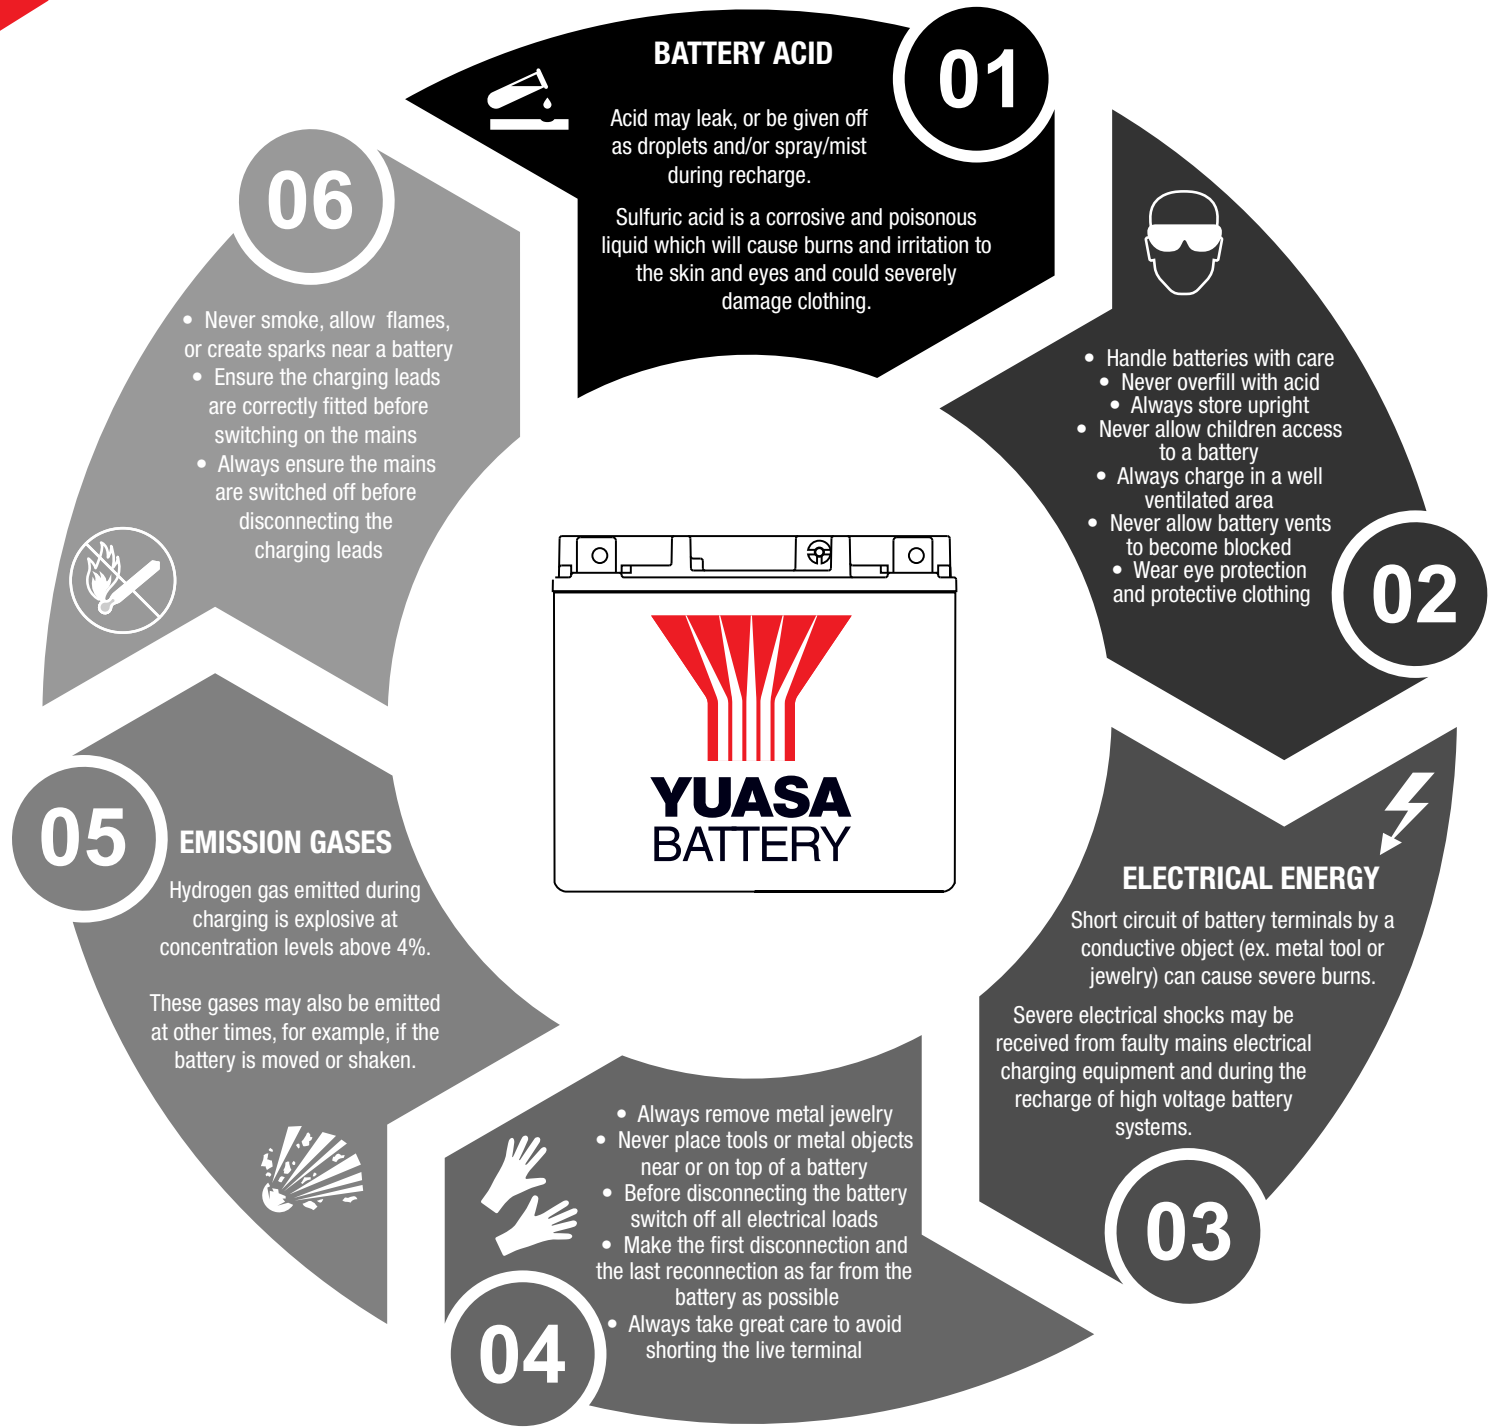 BATTERY ACID
01
Acid may leak, or be given off
as droplets and/or spray/mist
during recharge.
Sulfuric acid is a corrosive and poisonous
liquid which will cause burns and irritation to
the skin and eyes and could severely
damage clothing.
• Handle batteries with care
• Never overfill with acid
• Always store upright
• Never allow children access
to a battery
• Always charge in a well
ventilated area
• Never allow battery vents
to become blocked
• Wear eye protection
and protective clothing
02
ELECTRICAL ENERGY
Short circuit of battery terminals by a
conductive object (ex. metal tool or
jewelry) can cause severe burns.
Severe electrical shocks may be
received from faulty mains electrical
charging equipment and during the
recharge of high voltage battery
systems.
03
• Always remove metal jewelry
• Never place tools or metal objects
near or on top of a battery
• Before disconnecting the battery
switch off all electrical loads
• Make the first disconnection and
the last reconnection as far from the
battery as possible
• Always take great care to avoid
shorting the live terminal
04
05
EMISSION GASES
Hydrogen gas emitted during
charging is explosive at
concentration levels above 4%.
These gases may also be emitted
at other times, for example, if the
battery is moved or shaken.
06
• Never smoke, allow flames,
or create sparks near a battery
• Ensure the charging leads
are correctly fitted before
switching on the mains
• Always ensure the mains
are switched off before
disconnecting the
charging leads
YUASA
BATTERY